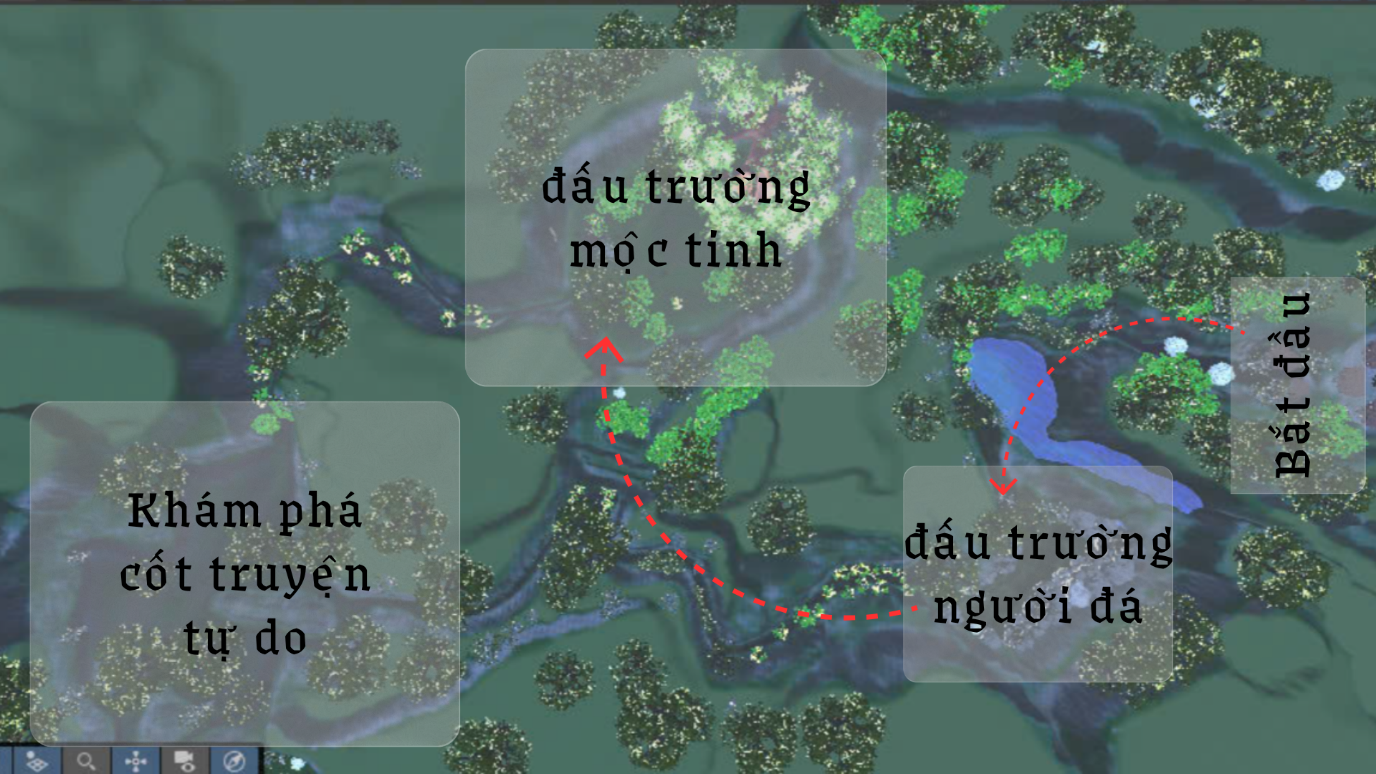 đấu trường
mộc tinh
Bắt đầu
Khám phá
cốt truyện
tự do
đấu trường
người đá